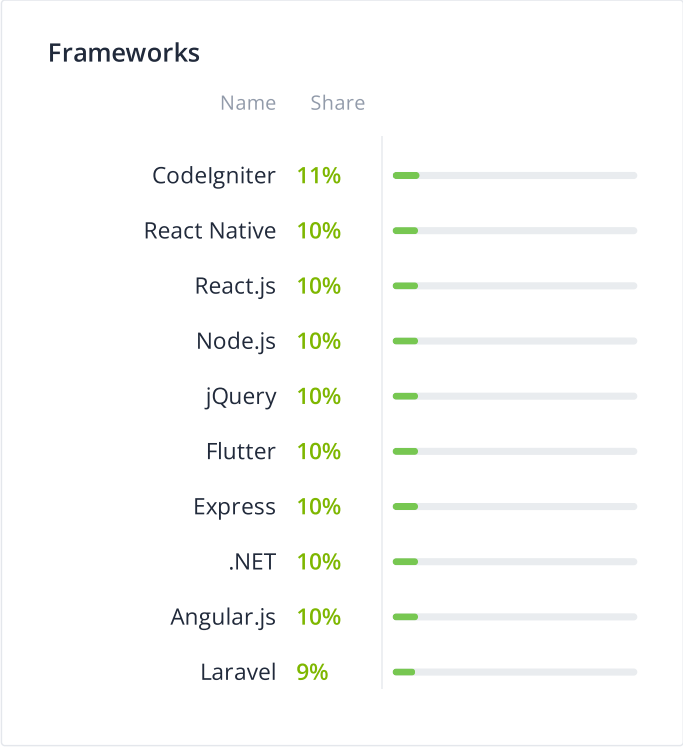 Frameworks
Name Share
CodeIgniter 11%
React Native 10%
React.js 10%
Node.js 10%
jQuery 10%
Flutter 10%
Express 10%
.NET 10%
Angular.js 10%
Laravel 9%